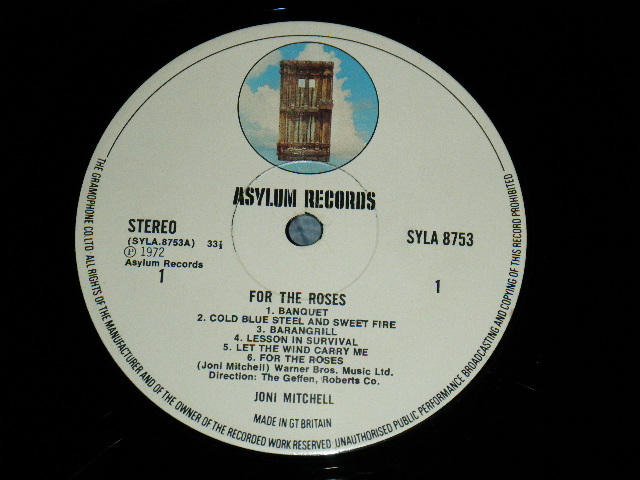 ASYLUM RECORDS
STEREO
(SYLA.8753A) 33⅓
Ⓟ 1972
Asylum Records
1
SYLA 8753
1
FOR THE ROSES
1. BANQUET
2. COLD BLUE STEEL AND SWEET FIRE
3. BARANGRILL
4. LESSON IN SURVIVAL
5. LET THE WIND CARRY ME
6. FOR THE ROSES
(Joni Mitchell) Warner Bros. Music Ltd.
Direction: The Geffen, Roberts Co.
JONI MITCHELL
MADE IN GT BRITAIN
THE GRAMOPHONE CO. LTD. ALL RIGHTS OF THE MANUFACTURER AND OF THE OWNER OF THE RECORDED WORK RESERVED. UNAUTHORISED PUBLIC PERFORMANCE BROADCASTING AND COPYING OF THIS RECORD PROHIBITED